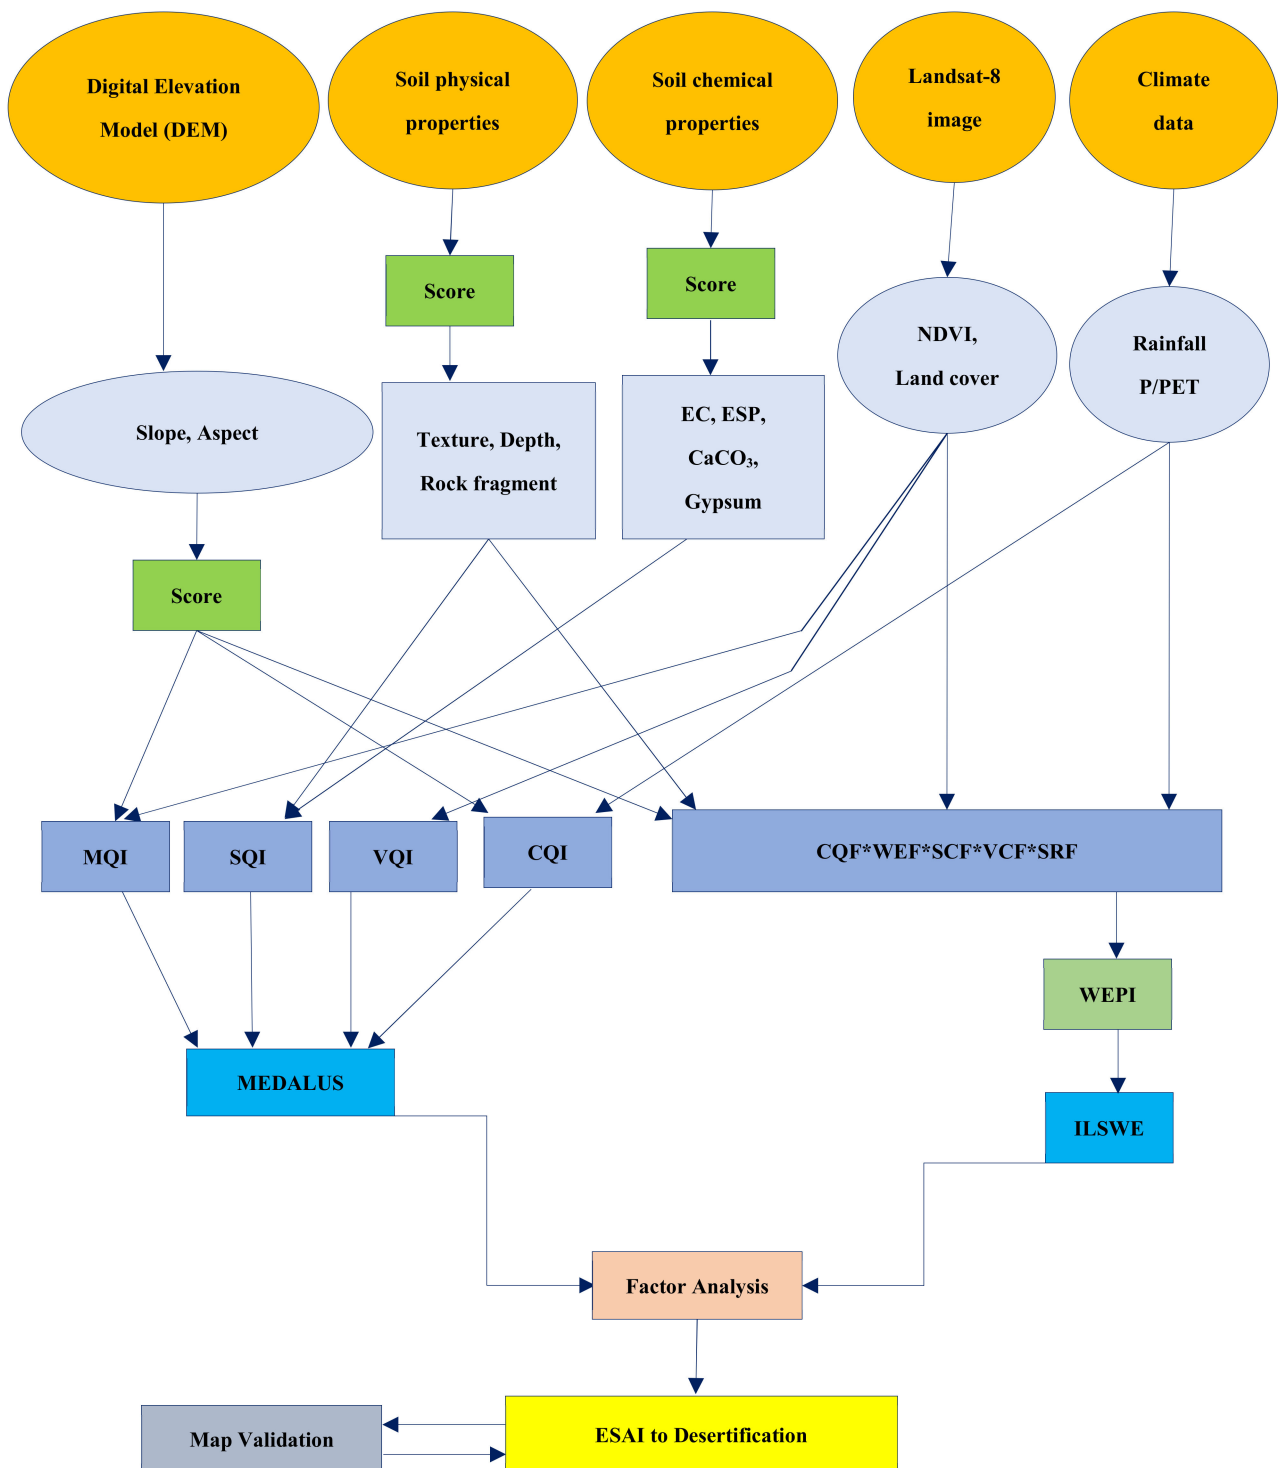 Digital Elevation
Model (DEM)
Soil physical
properties
Soil chemical
properties
Landsat-8
image
Climate
data
Score
Score
NDVI,
Land cover
Rainfall
P/PET
Slope, Aspect
Texture, Depth,
Rock fragment
EC, ESP,
CaCO₃,
Gypsum
Score
MQI
SQI
VQI
CQI
CQF*WEF*SCF*VCF*SRF
WEPI
MEDALUS
ILSWE
Factor Analysis
Map Validation
ESAI to Desertification